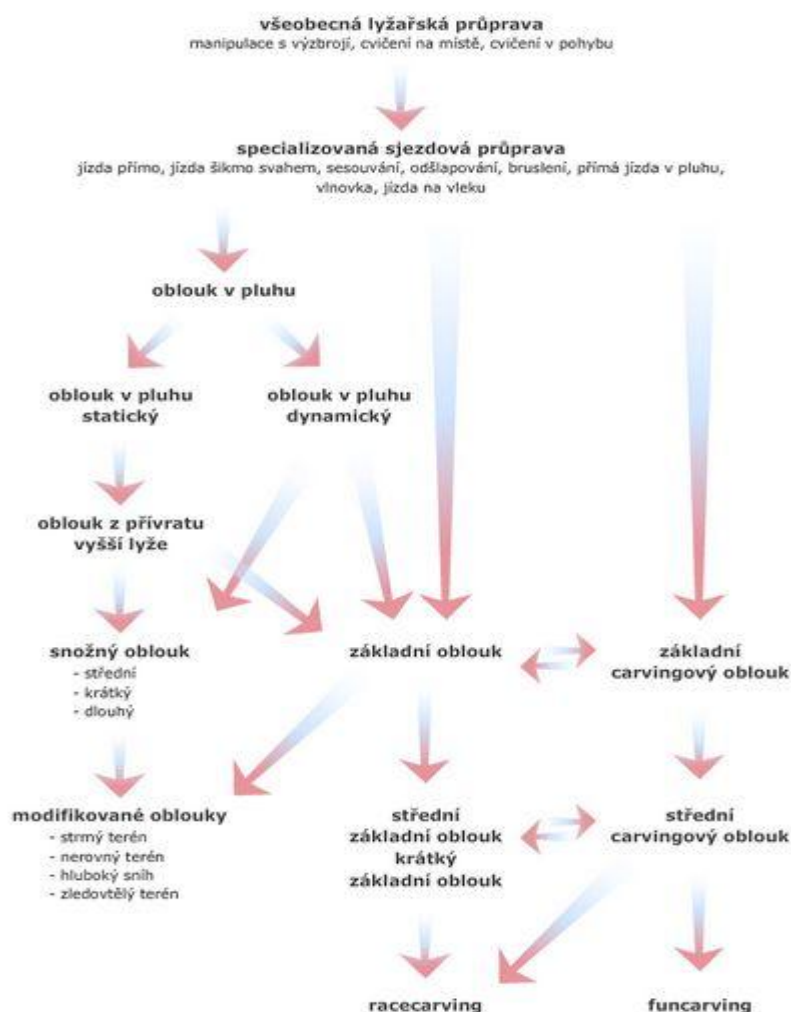 všeobecná lyžařská průprava
manipulace s výzbrojí, cvičení na místě, cvičení v pohybu
specializovaná sjezdová průprava
jízda přímo, jízda šikmo svahem, sesouvání, odšlapování, bruslení, přímá jízda v pluhu,
vlnovka, jízda na vleku
oblouk v pluhu
oblouk v pluhu
statický
oblouk v pluhu
dynamický
oblouk z přívratu
vyšší lyže
snožný oblouk
- střední
- krátký
- dlouhý
základní oblouk
základní
carvingový oblouk
modifikované oblouky
- strmý terén
- nerovný terén
- hluboký sníh
- zledovtělý terén
střední
základní oblouk
krátký
základní oblouk
střední
carvingový oblouk
racecarving
funcarving